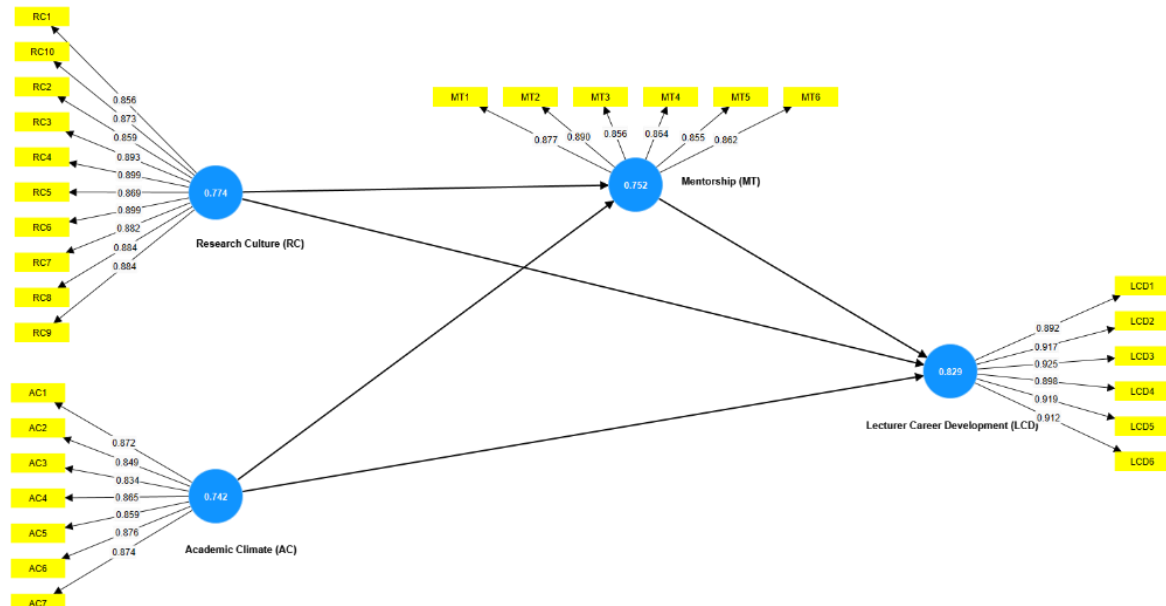 RC1
RC10
RC2
RC3
RC4
RC5
RC6
RC7
RC8
RC9
0.856
0.873
0.859
0.893
0.899
0.869
0.899
0.882
0.884
0.884
0.774
Research Culture (RC)
MT1
MT2
MT3
MT4
MT5
MT6
0.877
0.890
0.856
0.864
0.855
0.862
0.752
Mentorship (MT)
AC1
AC2
AC3
AC4
AC5
AC6
AC7
0.872
0.849
0.834
0.865
0.859
0.876
0.874
0.742
Academic Climate (AC)
LCD1
LCD2
LCD3
LCD4
LCD5
LCD6
0.892
0.917
0.925
0.898
0.919
0.912
0.829
Lecturer Career Development (LCD)